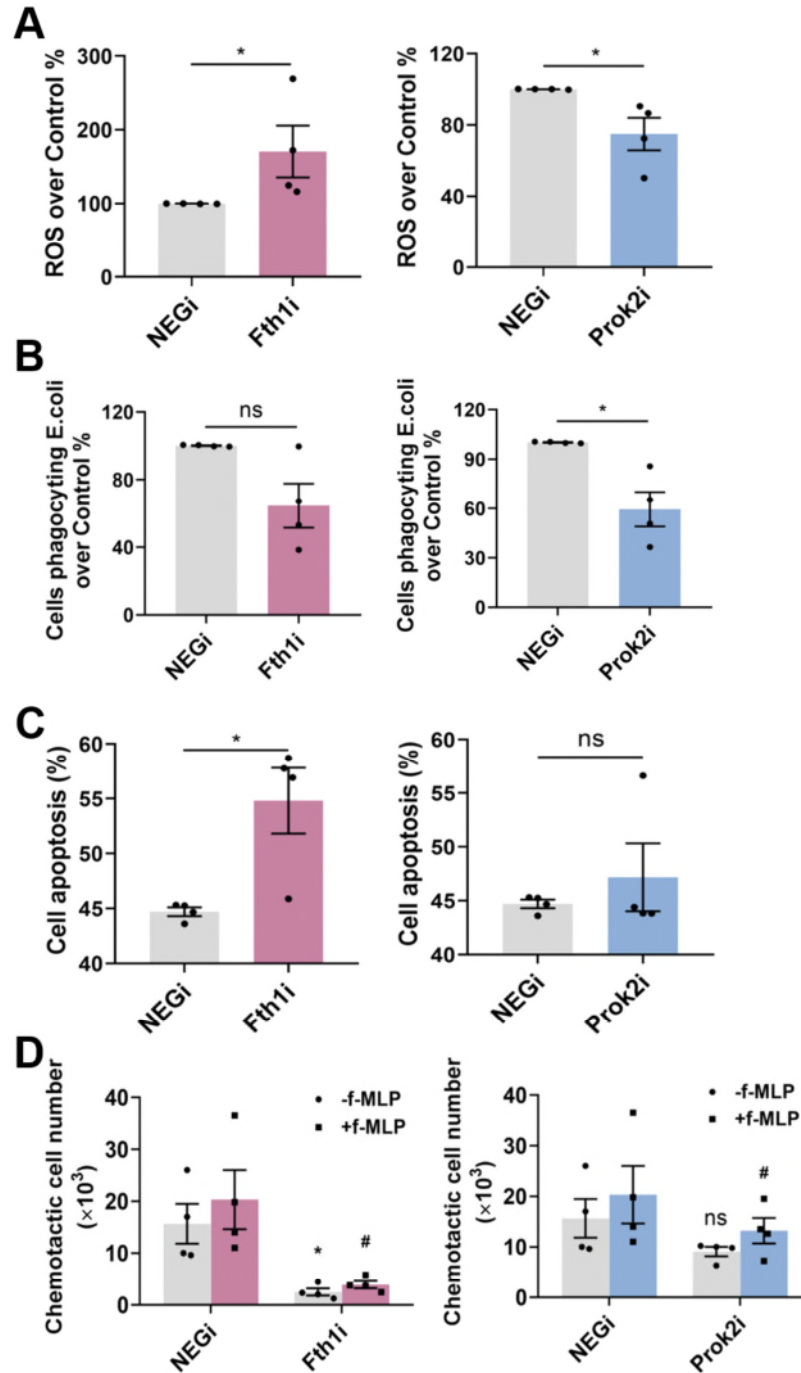 A
ROS over Control %
300
200
100
0
*
NEGi
Fth1i
ROS over Control %
120
80
40
0
*
NEGi
Prok2i
B
Cells phagocyting E.coli
over Control %
120
80
40
0
ns
NEGi
Fth1i
Cells phagocyting E.coli
over Control %
120
90
60
30
0
*
NEGi
Prok2i
C
Cell apoptosis (%)
60
55
50
45
40
*
NEGi
Fth1i
Cell apoptosis (%)
60
55
50
45
40
ns
NEGi
Prok2i
D
Chemotactic cell number
(×10³)
40
30
20
10
0
-f-MLP
+f-MLP
*
#
NEGi
Fth1i
Chemotactic cell number
(×10³)
40
30
20
10
0
-f-MLP
+f-MLP
ns
#
NEGi
Prok2i